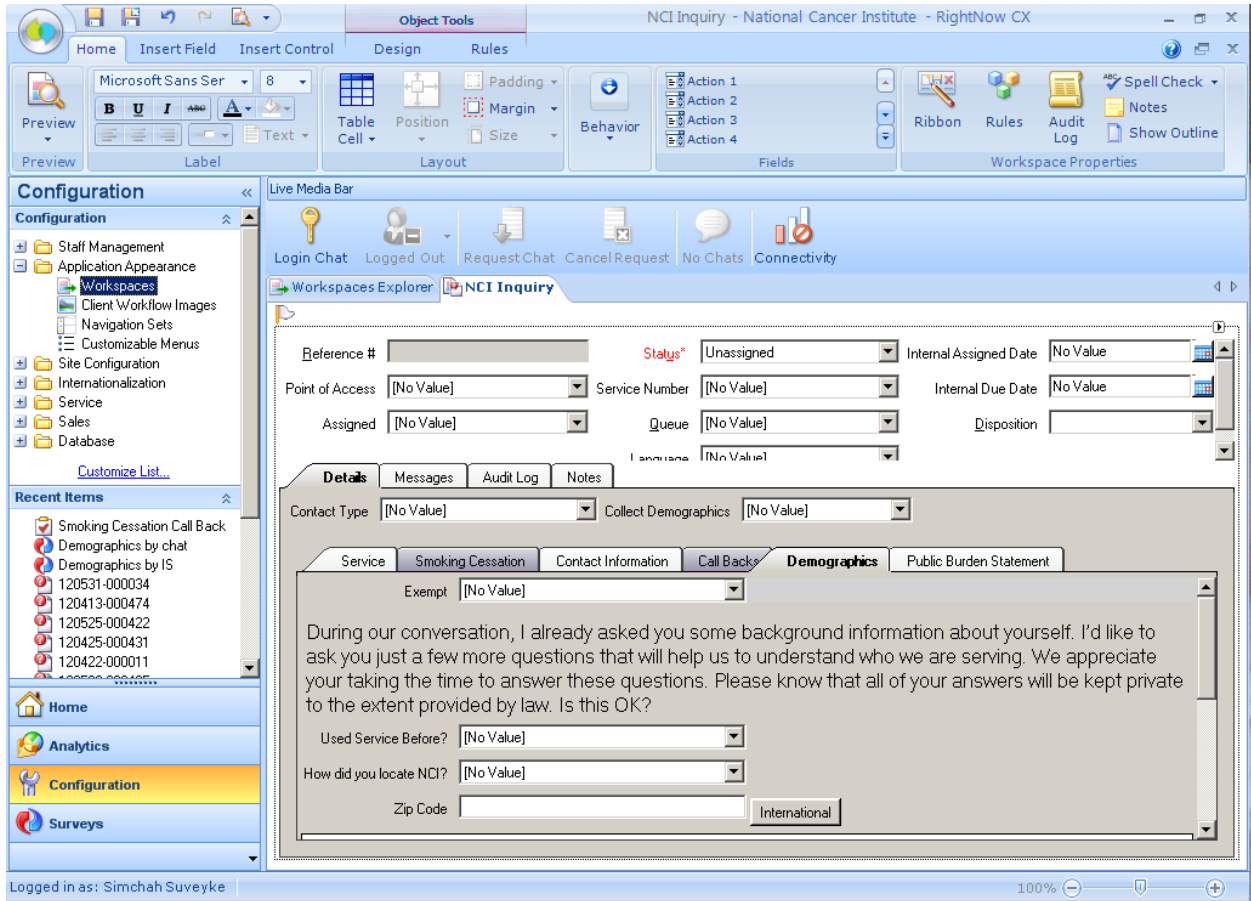 Object Tools
NCI Inquiry - National Cancer Institute - RightNow CX
Home Insert Field Insert Control Design Rules
Preview
Microsoft Sans Ser 8
B U I ABC A
Text
Table Cell
Position
Padding
Margin
Size
Behavior
Action 1
Action 2
Action 3
Action 4
Ribbon
Rules
Audit Log
ABC Spell Check
Notes
Show Outline
Preview Label Layout Fields Workspace Properties
Configuration
Configuration
Staff Management
Application Appearance
Workspaces
Client Workflow Images
Navigation Sets
Customizable Menus
Site Configuration
Internationalization
Service
Sales
Database
Customize List...
Recent Items
Smoking Cessation Call Back
Demographics by chat
Demographics by IS
120531-000034
120413-000474
120525-000422
120425-000431
120422-000011
Home
Analytics
Configuration
Surveys
Live Media Bar
Login Chat Logged Out Request Chat Cancel Request No Chats Connectivity
Workspaces Explorer NCI Inquiry
Reference # Status* Unassigned Internal Assigned Date No Value
Point of Access [No Value] Service Number [No Value] Internal Due Date No Value
Assigned [No Value] Queue [No Value] Disposition
Language [No Value]
Details Messages Audit Log Notes
Contact Type [No Value] Collect Demographics [No Value]
Service Smoking Cessation Contact Information Call Backs Demographics Public Burden Statement
Exempt [No Value]
During our conversation, I already asked you some background information about yourself. I'd like to
ask you just a few more questions that will help us to understand who we are serving. We appreciate
your taking the time to answer these questions. Please know that all of your answers will be kept private
to the extent provided by law. Is this OK?
Used Service Before? [No Value]
How did you locate NCI? [No Value]
Zip Code International
Logged in as: Simchah Suveyke
100%